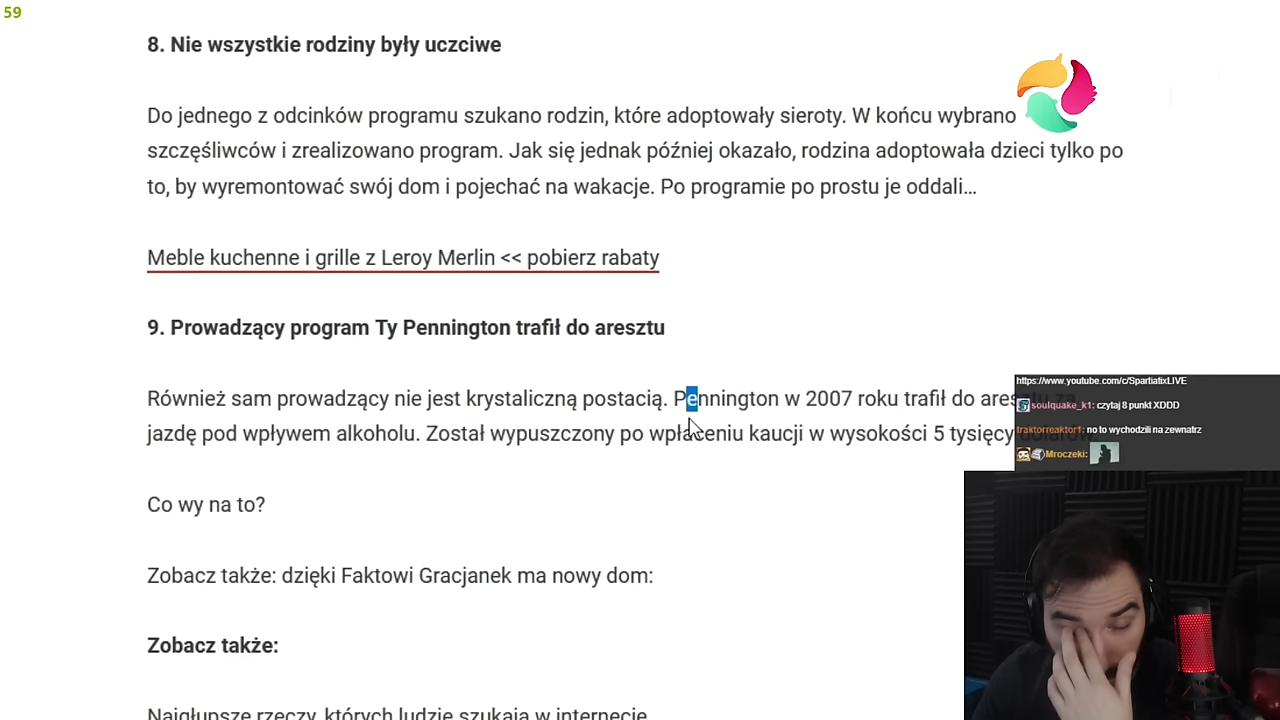 59
8. Nie wszystkie rodziny były uczciwe
Do jednego z odcinków programu szukano rodzin, które adoptowały sieroty. W końcu wybrano
szczęśliwców i zrealizowano program. Jak się jednak później okazało, rodzina adoptowała dzieci tylko po
to, by wyremontować swój dom i pojechać na wakacje. Po programie po prostu je oddali…
Meble kuchenne i grille z Leroy Merlin << pobierz rabaty
9. Prowadzący program Ty Pennington trafił do aresztu
Również sam prowadzący nie jest krystaliczną postacią. Pennington w 2007 roku trafił do aresztu za
jazdę pod wpływem alkoholu. Został wypuszczony po wpłaceniu kaucji w wysokości 5 tysięcy dolarów.
https://www.youtube.com/c/SpartiatixLIVE
soulquake_k1: czytaj 8 punkt XDDD
traktorreaktor1: no to wychodzili na zewnatrz
Mroczeki:
Co wy na to?
Zobacz także: dzięki Faktowi Gracjanek ma nowy dom:
Zobacz także:
Najgłupsze rzeczy, których ludzie szukają w internecie